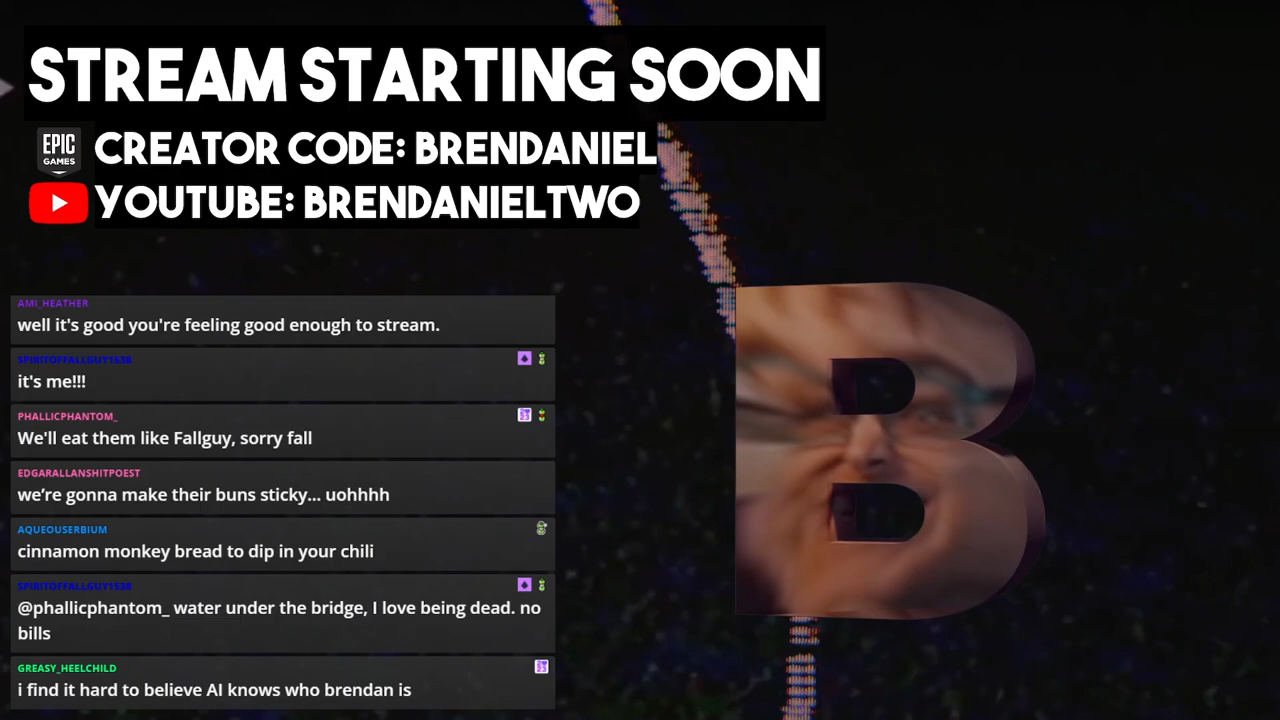 STREAM STARTING SOON
EPIC
GAMES
CREATOR CODE: BRENDANIEL
YOUTUBE: BRENDANIELTWO
AMI_HEATHER
well it's good you're feeling good enough to stream.
SPIRITOFFALLGUY1538
it's me!!!
PHALLICPHANTOM_
We'll eat them like Fallguy, sorry fall
EDGARALLANSHITPOEST
we're gonna make their buns sticky... uohhhh
AQUEOUSERBIUM
cinnamon monkey bread to dip in your chili
SPIRITOFFALLGUY1538
@phallicphantom_ water under the bridge, I love being dead. no
bills
GREASY_HEELCHILD
i find it hard to believe AI knows who brendan is
B